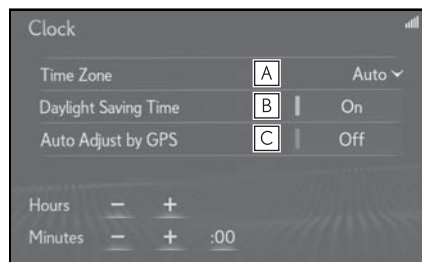 Clock
Time Zone A Auto
Daylight Saving Time B On
Auto Adjust by GPS C Off
Hours − +
Minutes − + :00